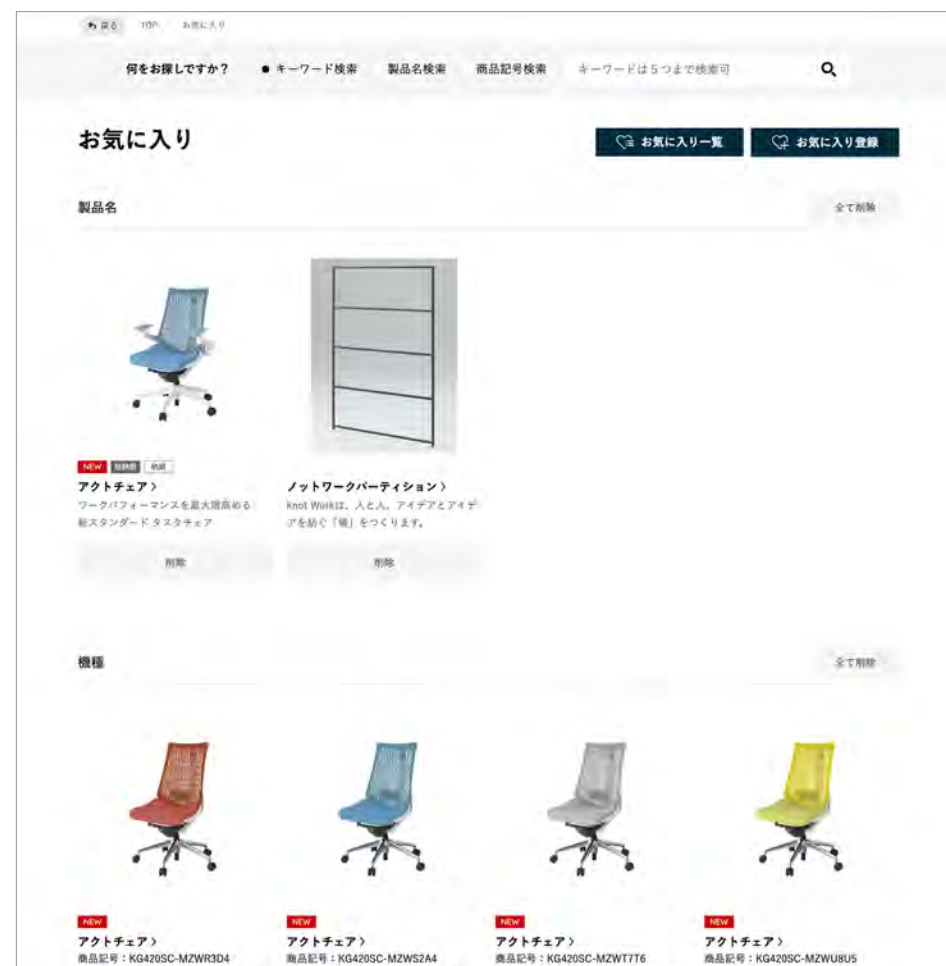 戻る TOP お気に入り
何をお探しですか？ ● キーワード検索 製品名検索 商品記号検索 キーワードは5つまで検索可
お気に入り お気に入り一覧 お気に入り登録
製品名 全て削除
NEW
アクトチェア〉
ワークパフォーマンスを最大限高める
新スタンダード タスクチェア
ノットワークパーティション〉
Knot Workは、人と人、アイデアとアイデ
アを紡ぐ「場」をつくります。
削除 削除
機種 全て削除
NEW NEW NEW NEW
アクトチェア〉 アクトチェア〉 アクトチェア〉 アクトチェア〉
商品記号：KG420SC-MZWR3D4 商品記号：KG420SC-MZWS2A4 商品記号：KG420SC-MZWT7T6 商品記号：KG420SC-MZWU8U5